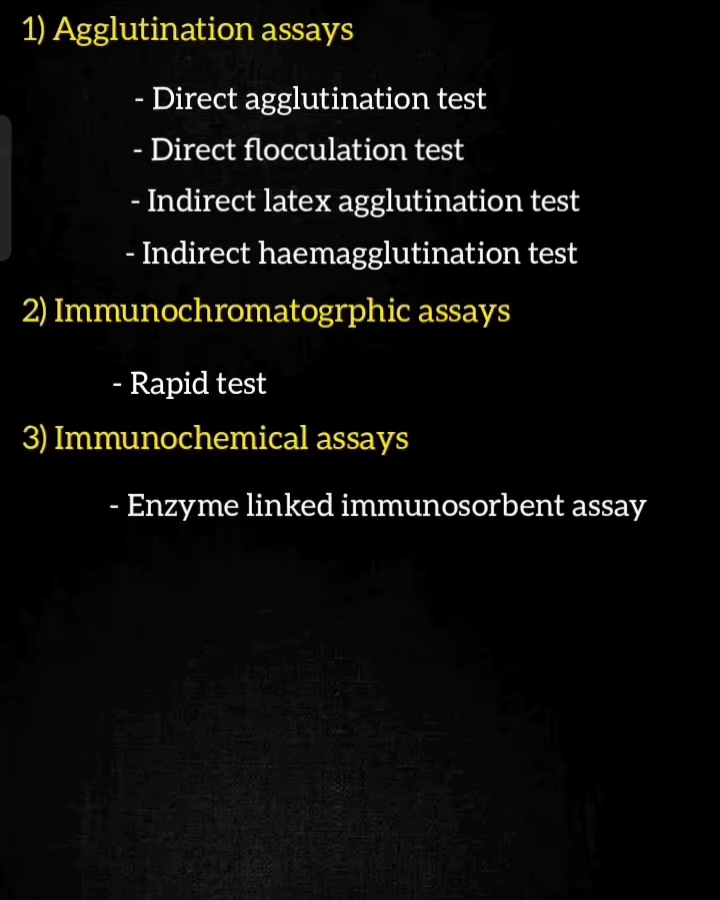 1) Agglutination assays
- Direct agglutination test
- Direct flocculation test
- Indirect latex agglutination test
- Indirect haemagglutination test
2) Immunochromatogrphic assays
- Rapid test
3) Immunochemical assays
- Enzyme linked immunosorbent assay